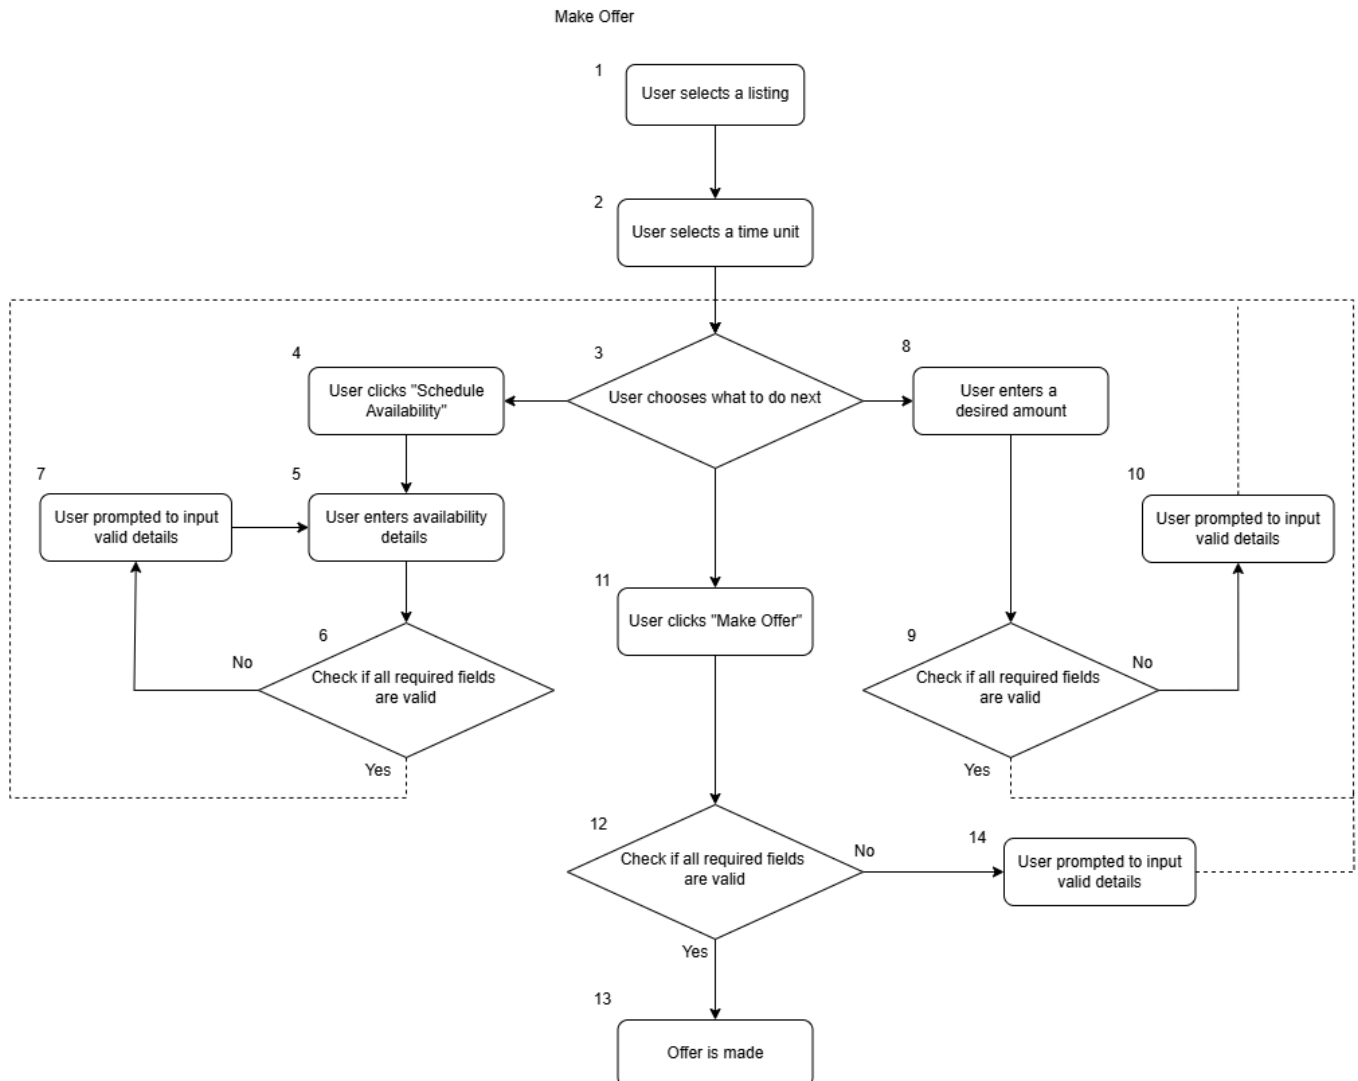 Make Offer
1
User selects a listing
2
User selects a time unit
3
User chooses what to do next
4
User clicks "Schedule
Availability"
8
User enters a
desired amount
7
User prompted to input
valid details
5
User enters availability
details
10
User prompted to input
valid details
11
User clicks "Make Offer"
6
No
Check if all required fields
are valid
Yes
9
No
Check if all required fields
are valid
Yes
12
Check if all required fields
are valid
No
14
User prompted to input
valid details
Yes
13
Offer is made